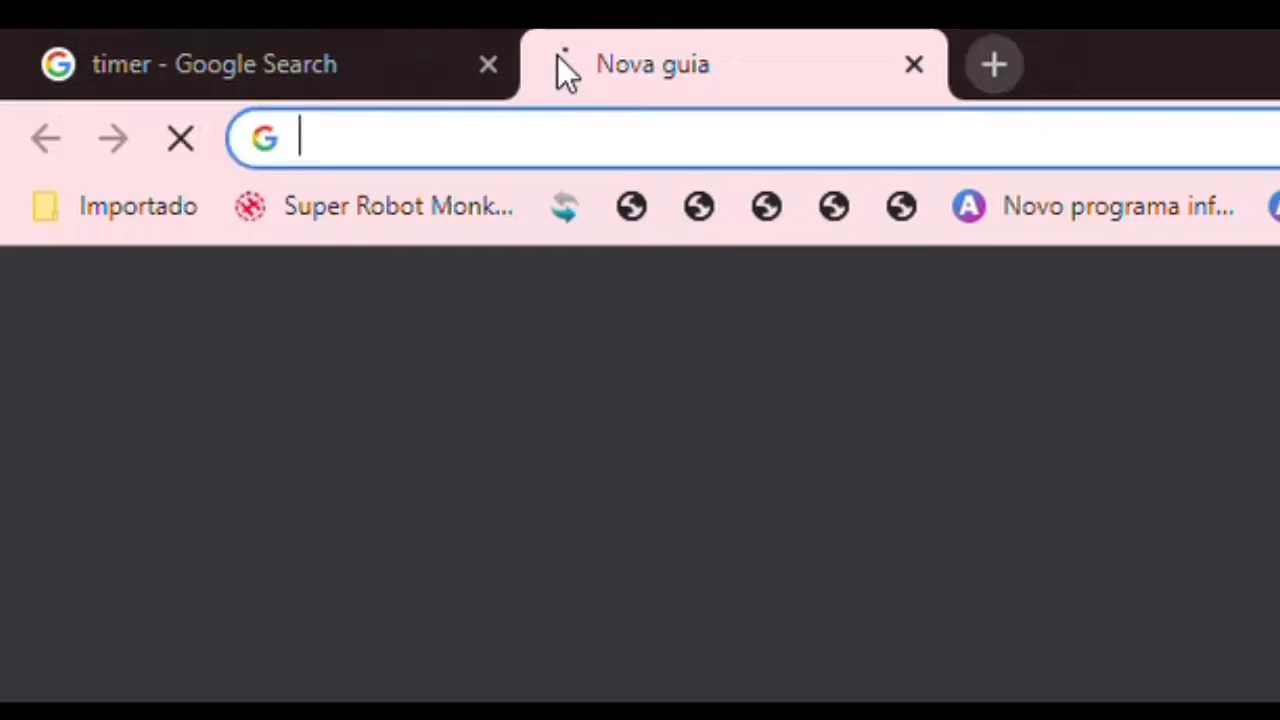 timer - Google Search
Nova guia
Importado
Super Robot Monk...
Novo programa inf...